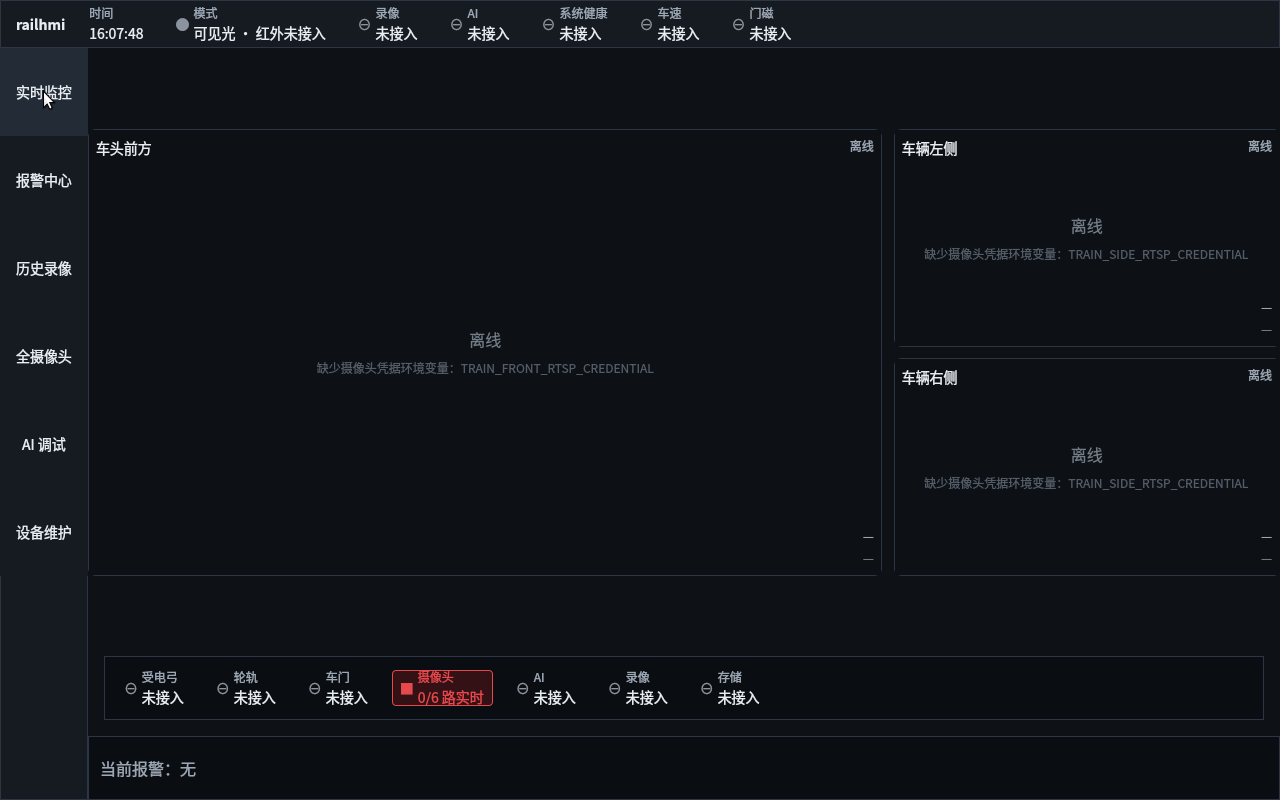 railhmi
时间
16:07:48
模式
可见光 · 红外未接入
录像
未接入
AI
未接入
系统健康
未接入
车速
未接入
门磁
未接入
实时监控
报警中心
历史录像
全摄像头
AI 调试
设备维护
车头前方
离线
离线
缺少摄像头凭据环境变量：TRAIN_FRONT_RTSP_CREDENTIAL
—
—
车辆左侧
离线
离线
缺少摄像头凭据环境变量：TRAIN_SIDE_RTSP_CREDENTIAL
—
—
车辆右侧
离线
离线
缺少摄像头凭据环境变量：TRAIN_SIDE_RTSP_CREDENTIAL
—
—
受电弓
未接入
轮轨
未接入
车门
未接入
摄像头
0/6 路实时
AI
未接入
录像
未接入
存储
未接入
当前报警：无